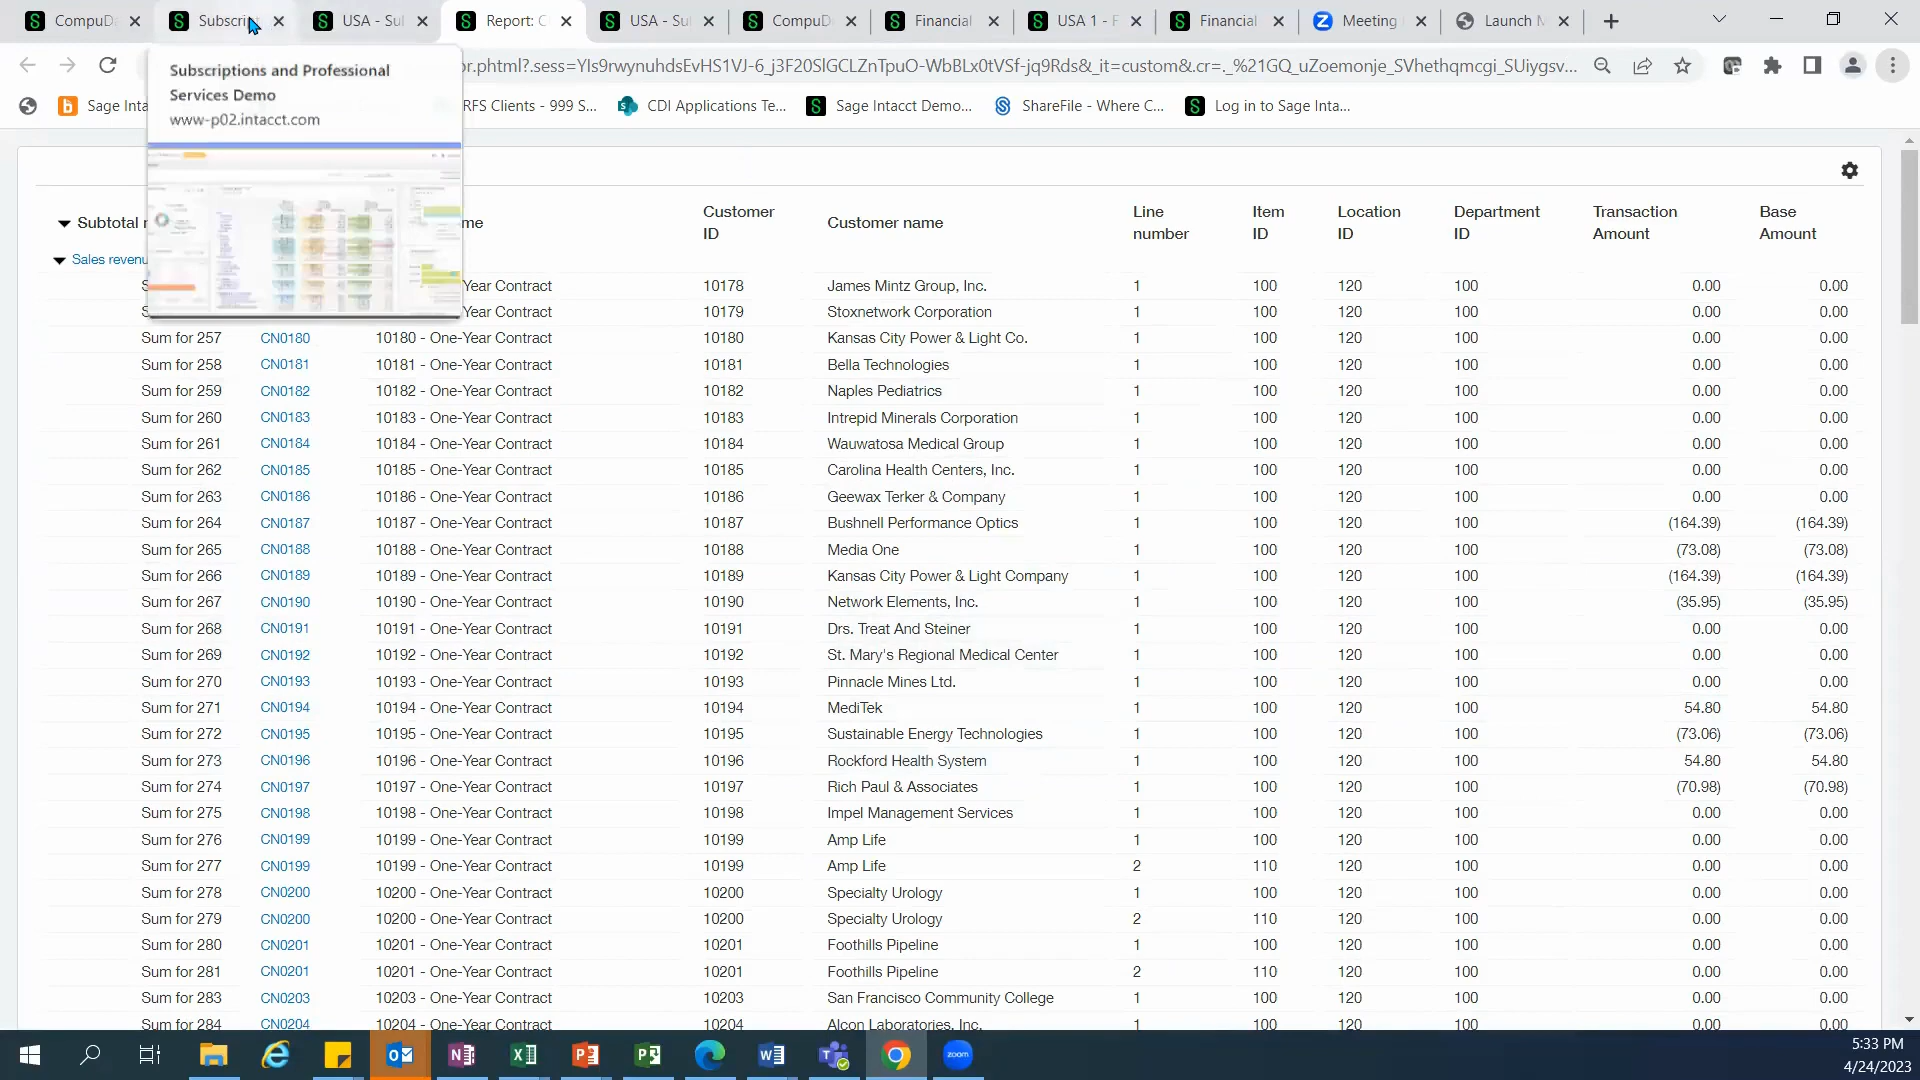 CompuD
Subscrip
USA - Sul
Report: C
USA - Sul
CompuD
Financial
USA 1 - F
Financial
Meeting
Launch M
or.phtml?.sess=YIs9rwynuhdsEvHS1VJ-6_j3F20SlGCLZnTpuO-WbBLx0tVSf-jq9Rds&_it=custom&.cr=._%21GQ_uZoemonje_SVhethqmcgi_SUiygsv...
Sage Inta
RFS Clients - 999 S...
CDI Applications Te...
Sage Intacct Demo...
ShareFile - Where C...
Log in to Sage Inta...
Subscriptions and Professional
Services Demo
www-p02.intacct.com
Subtotal
me
Customer ID
Customer name
Line number
Item ID
Location ID
Department ID
Transaction Amount
Base Amount
Sales revenu
-Year Contract 10178 James Mintz Group, Inc. 1 100 120 100 0.00 0.00
-Year Contract 10179 Stoxnetwork Corporation 1 100 120 100 0.00 0.00
Sum for 257 CN0180 10180 - One-Year Contract 10180 Kansas City Power & Light Co. 1 100 120 100 0.00 0.00
Sum for 258 CN0181 10181 - One-Year Contract 10181 Bella Technologies 1 100 120 100 0.00 0.00
Sum for 259 CN0182 10182 - One-Year Contract 10182 Naples Pediatrics 1 100 120 100 0.00 0.00
Sum for 260 CN0183 10183 - One-Year Contract 10183 Intrepid Minerals Corporation 1 100 120 100 0.00 0.00
Sum for 261 CN0184 10184 - One-Year Contract 10184 Wauwatosa Medical Group 1 100 120 100 0.00 0.00
Sum for 262 CN0185 10185 - One-Year Contract 10185 Carolina Health Centers, Inc. 1 100 120 100 0.00 0.00
Sum for 263 CN0186 10186 - One-Year Contract 10186 Geewax Terker & Company 1 100 120 100 0.00 0.00
Sum for 264 CN0187 10187 - One-Year Contract 10187 Bushnell Performance Optics 1 100 120 100 (164.39) (164.39)
Sum for 265 CN0188 10188 - One-Year Contract 10188 Media One 1 100 120 100 (73.08) (73.08)
Sum for 266 CN0189 10189 - One-Year Contract 10189 Kansas City Power & Light Company 1 100 120 100 (164.39) (164.39)
Sum for 267 CN0190 10190 - One-Year Contract 10190 Network Elements, Inc. 1 100 120 100 (35.95) (35.95)
Sum for 268 CN0191 10191 - One-Year Contract 10191 Drs. Treat And Steiner 1 100 120 100 0.00 0.00
Sum for 269 CN0192 10192 - One-Year Contract 10192 St. Mary's Regional Medical Center 1 100 120 100 0.00 0.00
Sum for 270 CN0193 10193 - One-Year Contract 10193 Pinnacle Mines Ltd. 1 100 120 100 0.00 0.00
Sum for 271 CN0194 10194 - One-Year Contract 10194 MediTek 1 100 120 100 54.80 54.80
Sum for 272 CN0195 10195 - One-Year Contract 10195 Sustainable Energy Technologies 1 100 120 100 (73.06) (73.06)
Sum for 273 CN0196 10196 - One-Year Contract 10196 Rockford Health System 1 100 120 100 54.80 54.80
Sum for 274 CN0197 10197 - One-Year Contract 10197 Rich Paul & Associates 1 100 120 100 (70.98) (70.98)
Sum for 275 CN0198 10198 - One-Year Contract 10198 Impel Management Services 1 100 120 100 0.00 0.00
Sum for 276 CN0199 10199 - One-Year Contract 10199 Amp Life 1 100 120 100 0.00 0.00
Sum for 277 CN0199 10199 - One-Year Contract 10199 Amp Life 2 110 120 100 0.00 0.00
Sum for 278 CN0200 10200 - One-Year Contract 10200 Specialty Urology 1 100 120 100 0.00 0.00
Sum for 279 CN0200 10200 - One-Year Contract 10200 Specialty Urology 2 110 120 100 0.00 0.00
Sum for 280 CN0201 10201 - One-Year Contract 10201 Foothills Pipeline 1 100 120 100 0.00 0.00
Sum for 281 CN0201 10201 - One-Year Contract 10201 Foothills Pipeline 2 110 120 100 0.00 0.00
Sum for 283 CN0203 10203 - One-Year Contract 10203 San Francisco Community College 1 100 120 100 0.00 0.00
Sum for 284 CN0204 10204 - One-Year Contract 10204 Alcon Laboratories, Inc. 1 100 120 100 0.00 0.00
zoom
5:33 PM
4/24/2023